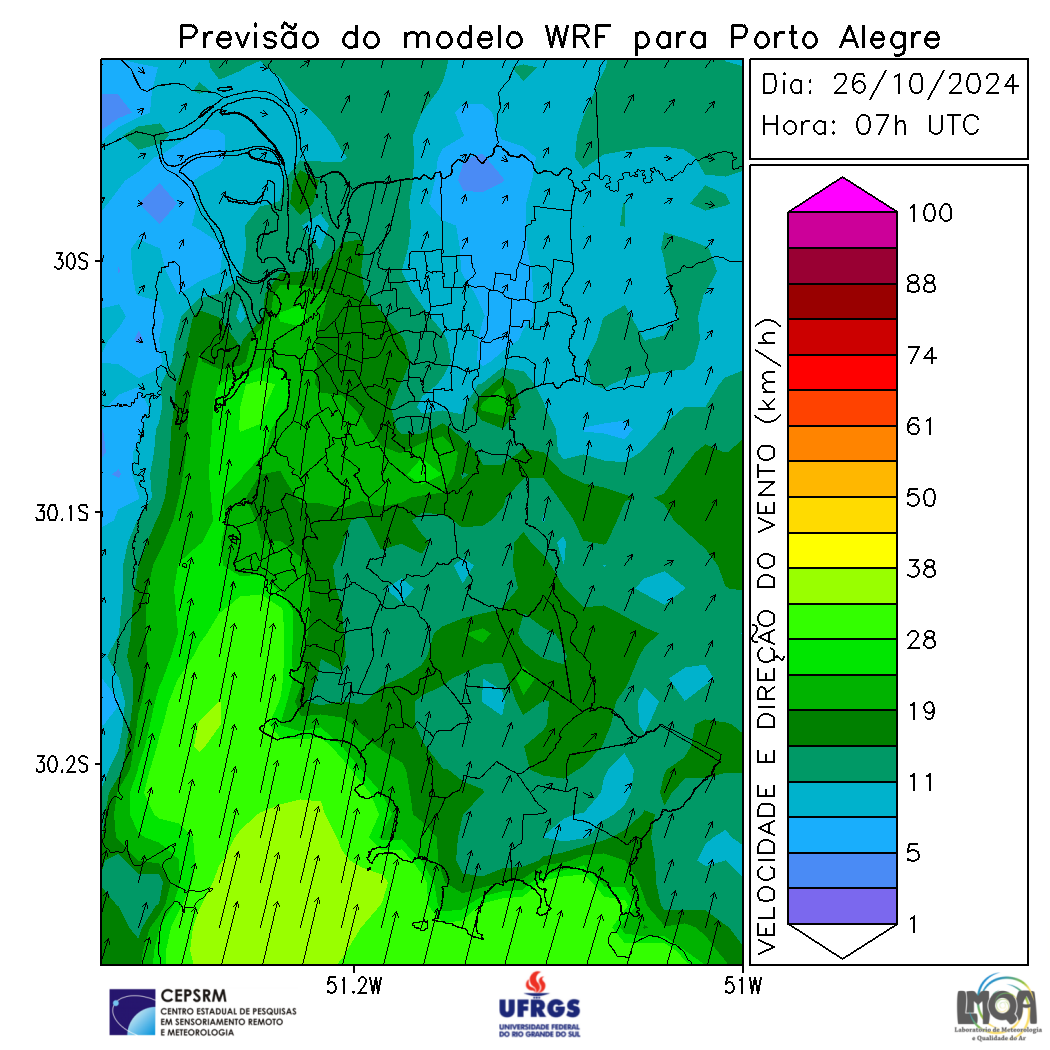 Previsão do modelo WRF para Porto Alegre
Dia: 26/10/2024
Hora: 07h UTC
30S
30.1S
30.2S
51.2W
51W
VELOCIDADE E DIREÇÃO DO VENTO (km/h)
100
88
74
61
50
38
28
19
11
5
1
CEPSRM
CENTRO ESTADUAL DE PESQUISAS
EM SENSORIAMENTO REMOTO
E METEOROLOGIA
UFRGS
UNIVERSIDADE FEDERAL
DO RIO GRANDE DO SUL
LMQA
Laboratório de Meteorologia
e Qualidade do Ar